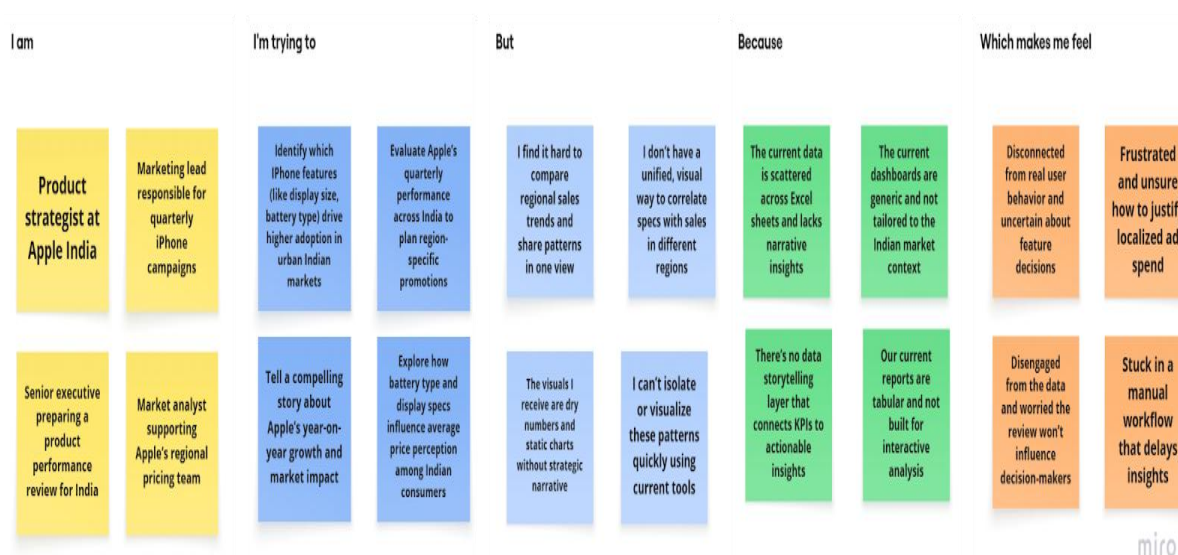 I am
I'm trying to
But
Because
Which makes me feel
Product
strategist at
Apple India
Marketing lead
responsible for
quarterly
iPhone
campaigns
Identify which
IPhone features
(like display size,
battery type) drive
higher adoption in
urban Indian
markets
Evaluate Apple's
quarterly
performance
across India to
plan region-
specific
promotions
I find it hard to
compare
regional sales
trends and
share patterns
in one view
I don't have a
unified, visual
way to correlate
specs with sales
in different
regions
The current data
is scattered
across Excel
sheets and lacks
narrative
insights
The current
dashboards are
generic and not
tailored to the
Indian market
context
Disconnected
from real user
behavior and
uncertain about
feature
decisions
Frustrated
and unsure
how to justif
localized ad
spend
Senior executive
preparing a
product
performance
review for India
Market analyst
supporting
Apple's regional
pricing team
Tell a compelling
story about
Apple's year-on-
year growth and
market impact
Explore how
battery type and
display specs
influence average
price perception
among Indian
consumers
The visuals I
receive are dry
numbers and
static charts
without strategic
narrative
I can't isolate
or visualize
these patterns
quickly using
current tools
There's no data
storytelling
layer that
connects KPIs to
actionable
insights
Our current
reports are
tabular and not
built for
interactive
analysis
Disengaged
from the data
and worried the
review won't
influence
decision-makers
Stuck in a
manual
workflow
that delays
insights
miro